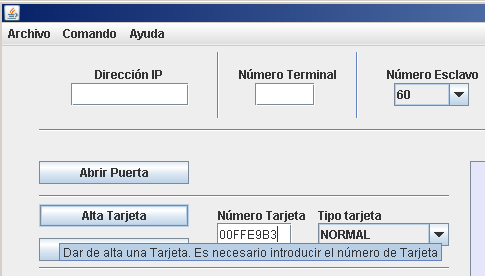 Archivo Comando Ayuda
Dirección IP Número Terminal Número Esclavo
60
Abrir Puerta
Alta Tarjeta Número Tarjeta Tipo tarjeta
00FFE9B3 NORMAL
Dar de alta una Tarjeta. Es necesario introducir el número de Tarjeta